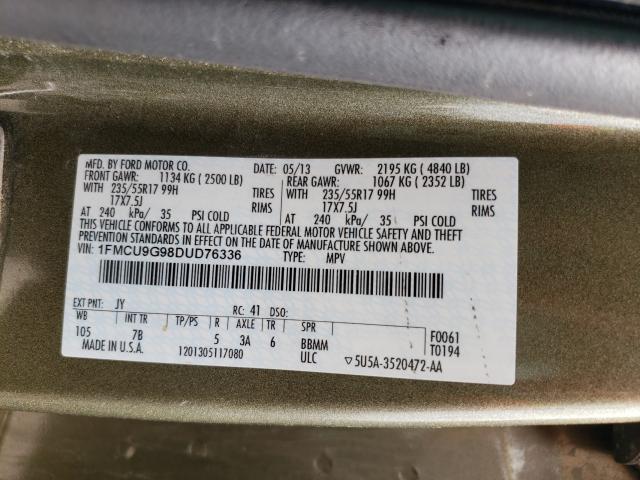 MFD. BY FORD MOTOR CO.
DATE: 05/13 GVWR: 2195 KG ( 4840 LB)
FRONT GAWR: 1134 KG ( 2500 LB) REAR GAWR: 1067 KG ( 2352 LB)
WITH 235/55R17 99H TIRES WITH 235/55R17 99H TIRES
17X7.5J RIMS 17X7.5J RIMS
AT 240 kPa/ 35 PSI COLD AT 240 kPa/ 35 PSI COLD
THIS VEHICLE CONFORMS TO ALL APPLICABLE FEDERAL MOTOR VEHICLE SAFETY AND THEFT
PREVENTION STANDARDS IN EFFECT ON THE DATE OF MANUFACTURE SHOWN ABOVE.
VIN: 1FMCU9G98DUD76336 TYPE: MPV
EXT PNT: JY RC: 41 DSO:
WB INT TR TP/PS R AXLE TR SPR F0061
105 7B 5 3A 6 BBMM T0194
MADE IN U.S.A. 1201305117080 ULC ▽5U5A-3520472-AA